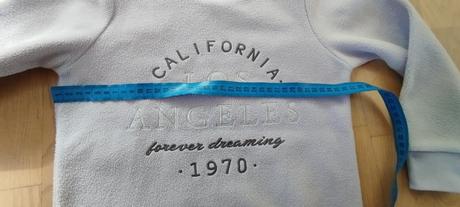 CALIFORNIA
LOS
ANGELES
forever dreaming
· 1970 ·